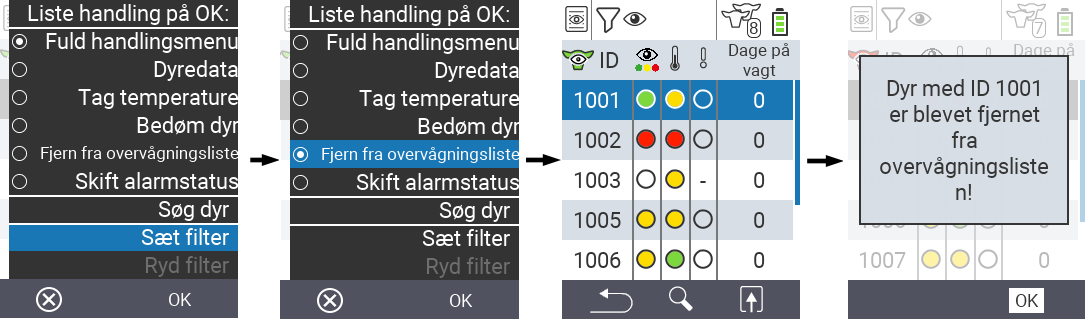 Liste handling på OK:
Fuld handlingsmenu
Dyredata
Tag temperature
Bedøm dyr
Fjern fra overvågningsliste
Skift alarmstatus
Søg dyr
Sæt filter
Ryd filter
OK
Liste handling på OK:
Fuld handlingsmenu
Dyredata
Tag temperature
Bedøm dyr
Fjern fra overvågningsliste
Skift alarmstatus
Søg dyr
Sæt filter
Ryd filter
OK
8
ID Dage på
vagt
1001 0
1002 0
1003 - 0
1005 0
1006 0
7
Dage på
Dyr med ID 1001
er blevet fjernet
fra
overvågningsliste
n!
1007 0
OK